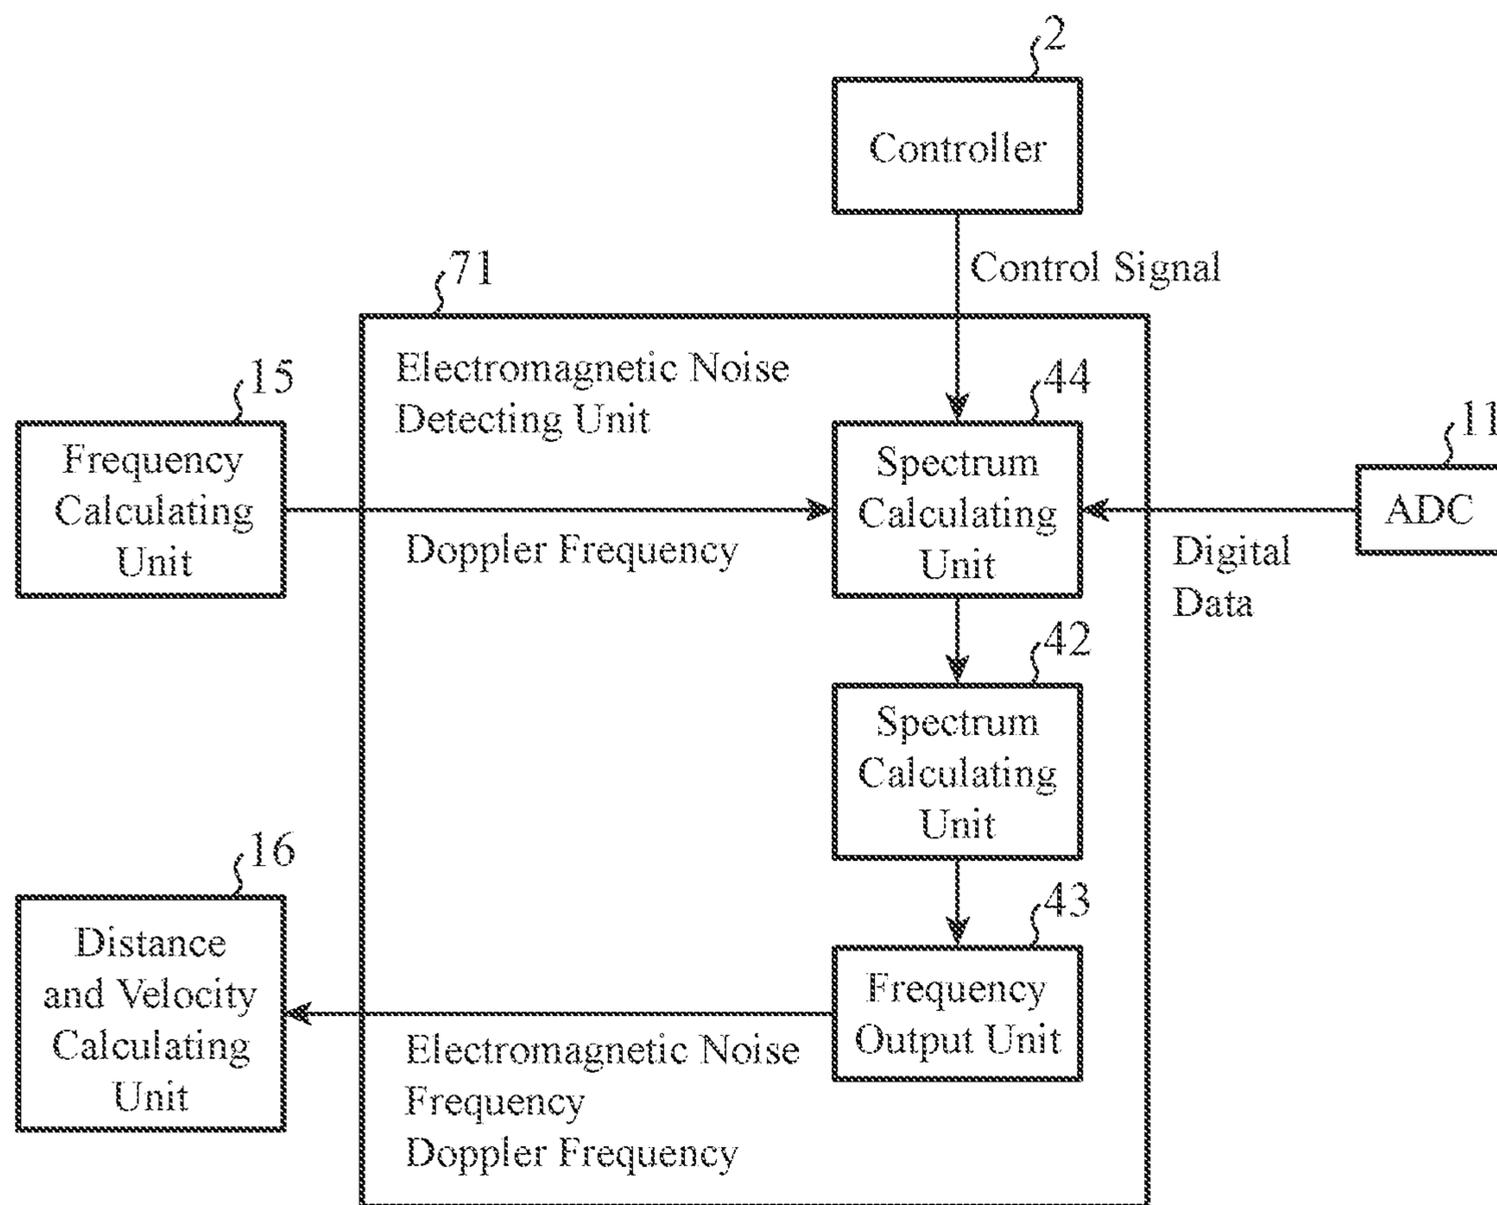 2
Controller
Control Signal
71
Electromagnetic Noise
Detecting Unit
15
Frequency
Calculating
Unit
Doppler Frequency
44
Spectrum
Calculating
Unit
11
ADC
Digital
Data
42
Spectrum
Calculating
Unit
43
Frequency
Output Unit
16
Distance
and Velocity
Calculating
Unit
Electromagnetic Noise
Frequency
Doppler Frequency